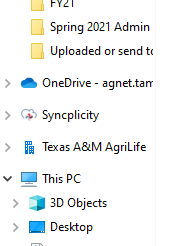 FY21
Spring 2021 Admin
Uploaded or send to
OneDrive - agnet.tam
Syncplicity
Texas A&M AgriLife
This PC
3D Objects
Desktop